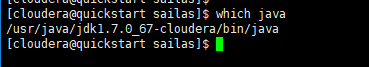 [cloudera@quickstart sailas]$ which java
/usr/java/jdk1.7.0_67-cloudera/bin/java
[cloudera@quickstart sailas]$